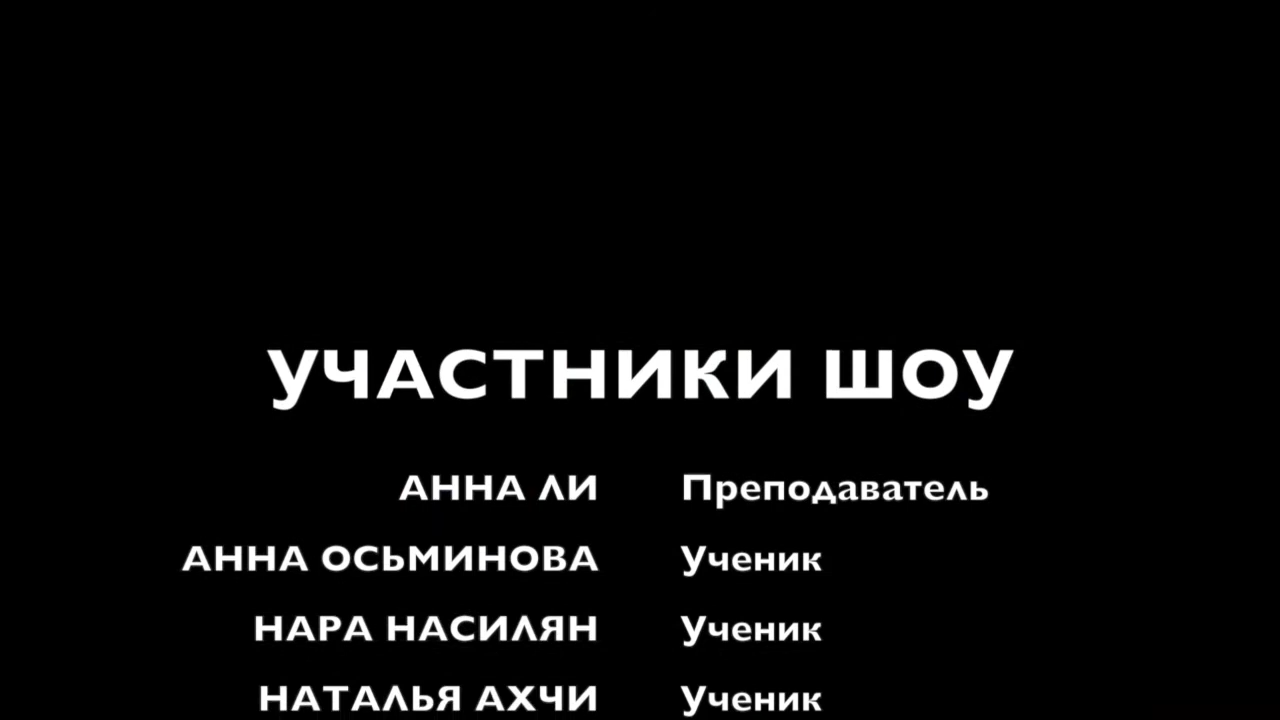 УЧАСТНИКИ ШОУ
АННА ЛИ Преподаватель
АННА ОСЬМИНОВА Ученик
НАРА НАСИЛЯН Ученик
НАТАЛЬЯ АХЧИ Ученик